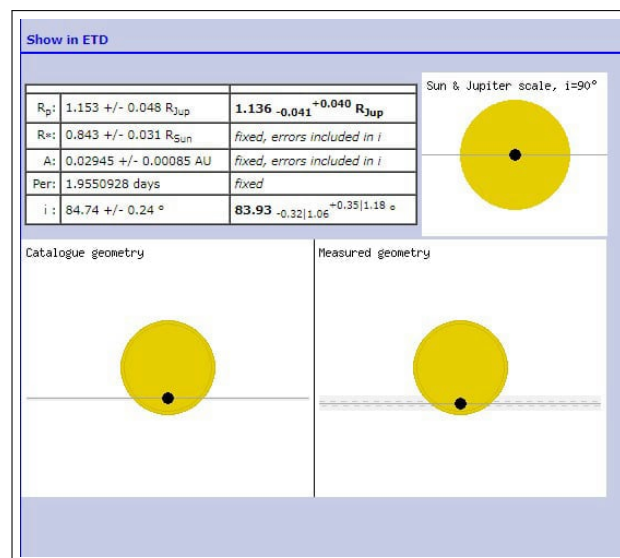 Show in ETD
Rp: 1.153 +/- 0.048 RJup 1.136 -0.041 +0.040 RJup
R*: 0.843 +/- 0.031 RSun fixed, errors included in i
A: 0.02945 +/- 0.00085 AU fixed, errors included in i
Per: 1.9550928 days fixed
i : 84.74 +/- 0.24 ° 83.93 -0.32|1.06 +0.35|1.18 °
Sun & Jupiter scale, i=90°
Catalogue geometry
Measured geometry